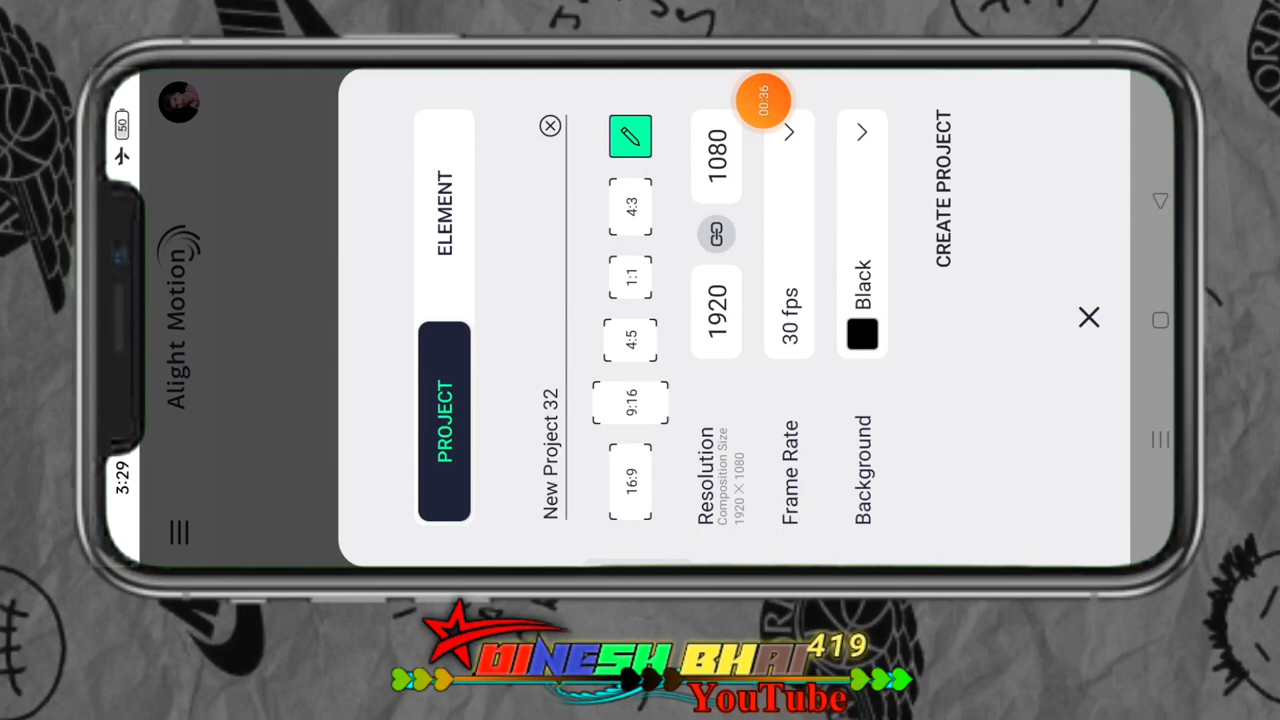 3:29
50
Alight Motion
PROJECT
ELEMENT
New Project 32
16:9
9:16
4:5
1:1
4:3
Resolution
Composition Size
1920 × 1080
1920
1080
Frame Rate
30 fps
Background
Black
CREATE PROJECT
00:36
DINESH BHAI 419
YouTube